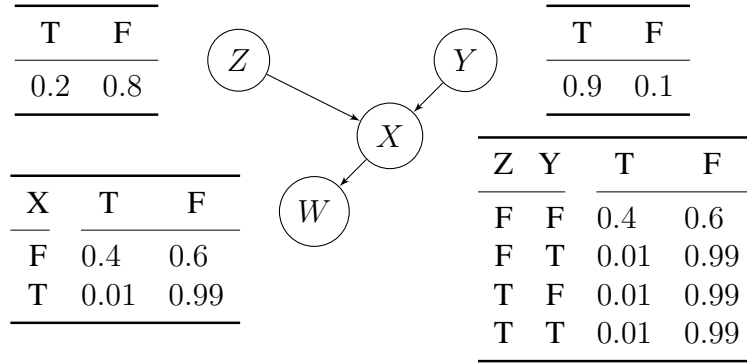 T F
0.2 0.8
Z
Y
T F
0.9 0.1
X
W
X T F
F 0.4 0.6
T 0.01 0.99
Z Y T F
F F 0.4 0.6
F T 0.01 0.99
T F 0.01 0.99
T T 0.01 0.99